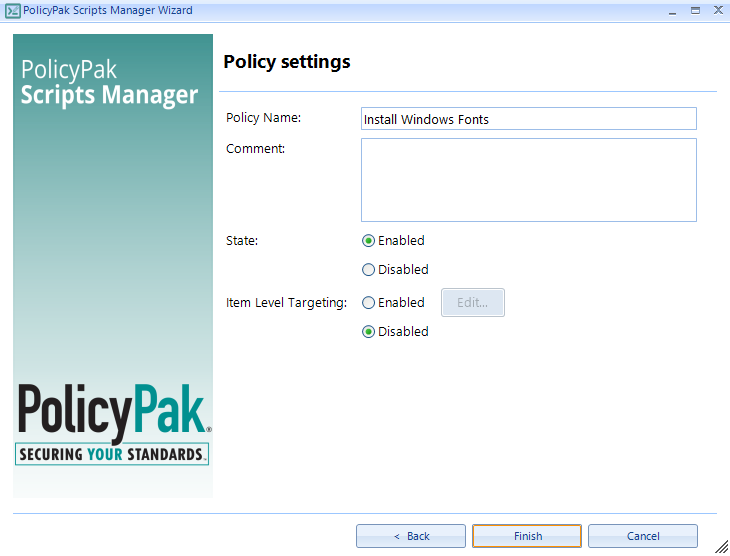 PolicyPak Scripts Manager Wizard
PolicyPak
Scripts Manager
Policy settings
Policy Name:
Install Windows Fonts
Comment:
State:
Enabled
Disabled
Item Level Targeting:
Enabled
Edit...
Disabled
PolicyPak®
SECURING YOUR STANDARDS™
< Back
Finish
Cancel